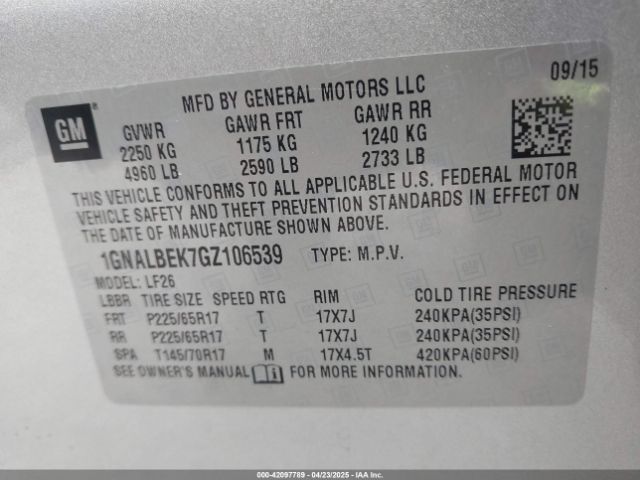 09/15
MFD BY GENERAL MOTORS LLC
GM
GVWR GAWR FRT GAWR RR
2250 KG 1175 KG 1240 KG
4960 LB 2590 LB 2733 LB
THIS VEHICLE CONFORMS TO ALL APPLICABLE U.S. FEDERAL MOTOR
VEHICLE SAFETY AND THEFT PREVENTION STANDARDS IN EFFECT ON
THE DATE OF MANUFACTURE SHOWN ABOVE.
1GNALBEK7GZ106539 TYPE: M.P.V.
MODEL: LF26
LBBR TIRE SIZE SPEED RTG RIM COLD TIRE PRESSURE
FRT P225/65R17 T 17X7J 240KPA(35PSI)
RR P225/65R17 T 17X7J 240KPA(35PSI)
SPA T145/70R17 M 17X4.5T 420KPA(60PSI)
SEE OWNER'S MANUAL FOR MORE INFORMATION.
000-42097789 - 04/23/2025 - IAA